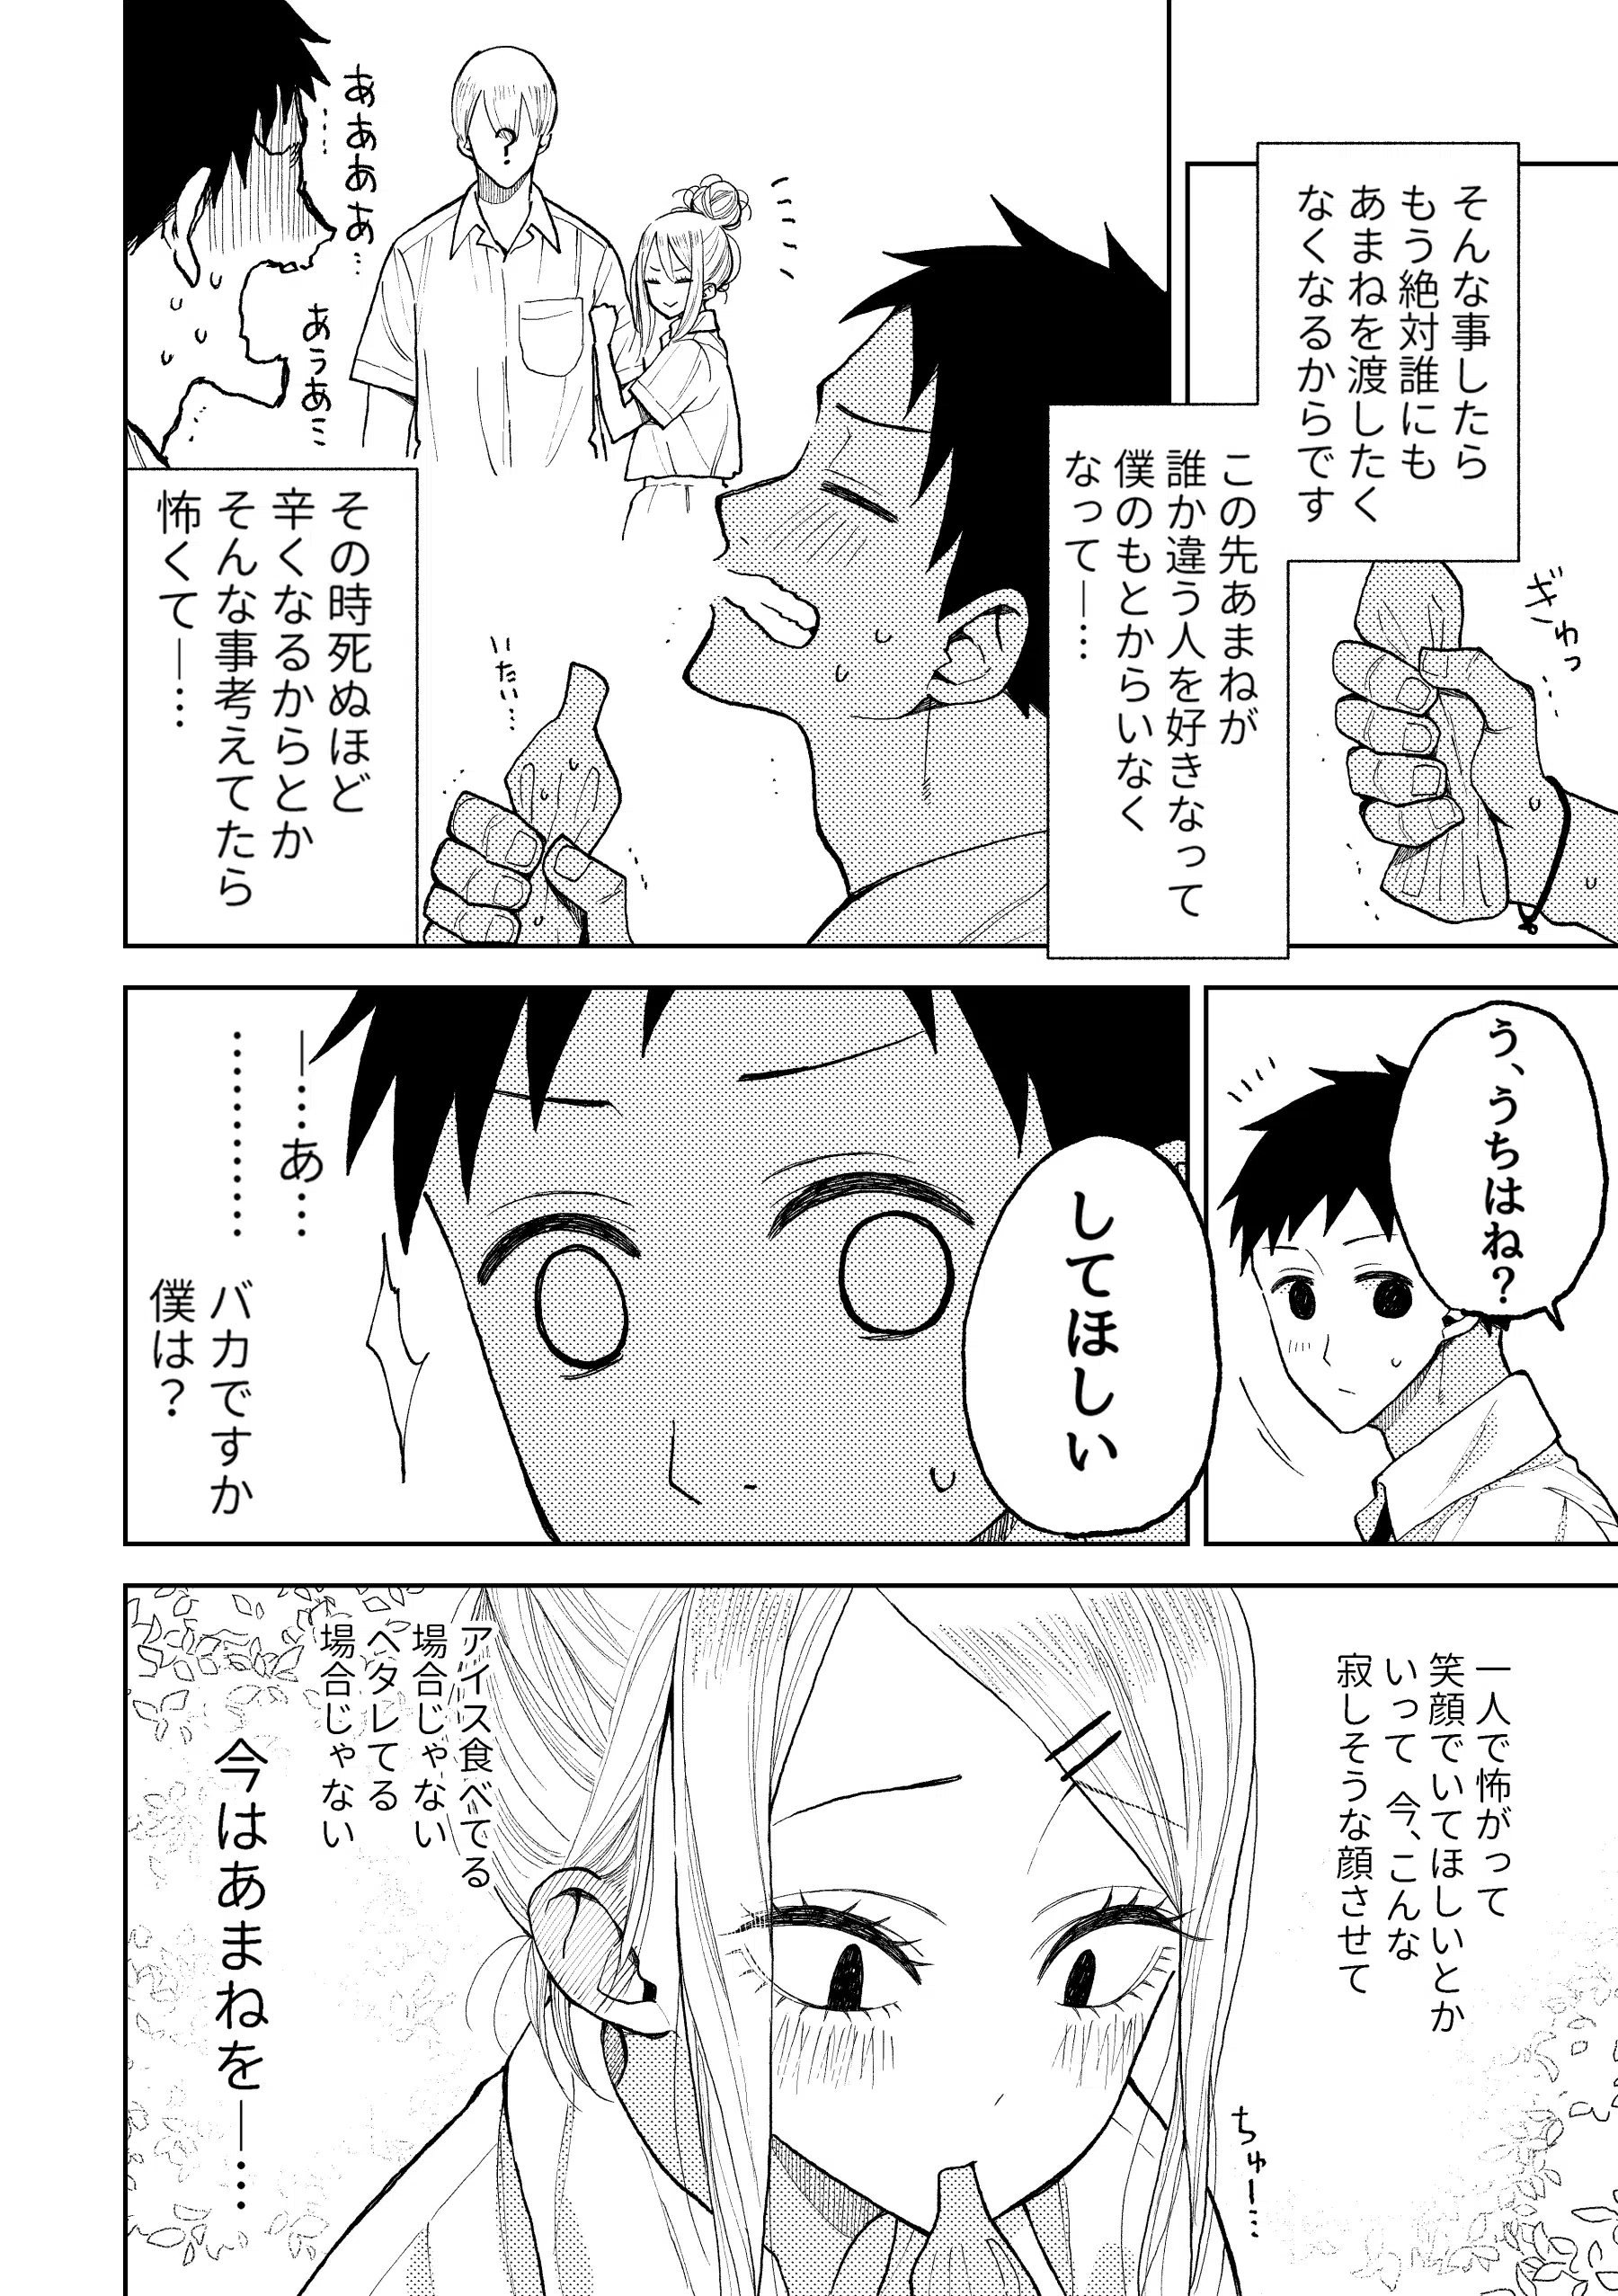 そんな事したら
もう絶対誰にも
あまねを渡したく
なくなるからです
ぎゅっ
この先あまねが
誰か違う人を好きなって
僕のもとからいなく
なって―…
ああああ…
あぅあ…
いたい…
その時死ぬほど
辛くなるからとか
そんな事考えてたら
怖くて―…
う、うちはね?
してほしい
―…あ…
…………
バカですか
僕は?
一人で怖がって
笑顔でいてほしいとか
いって今、こんな
寂しそうな顔させて
ちゅー…
アイス食べてる
場合じゃない
ヘタレてる
場合じゃない
今はあまねを―…